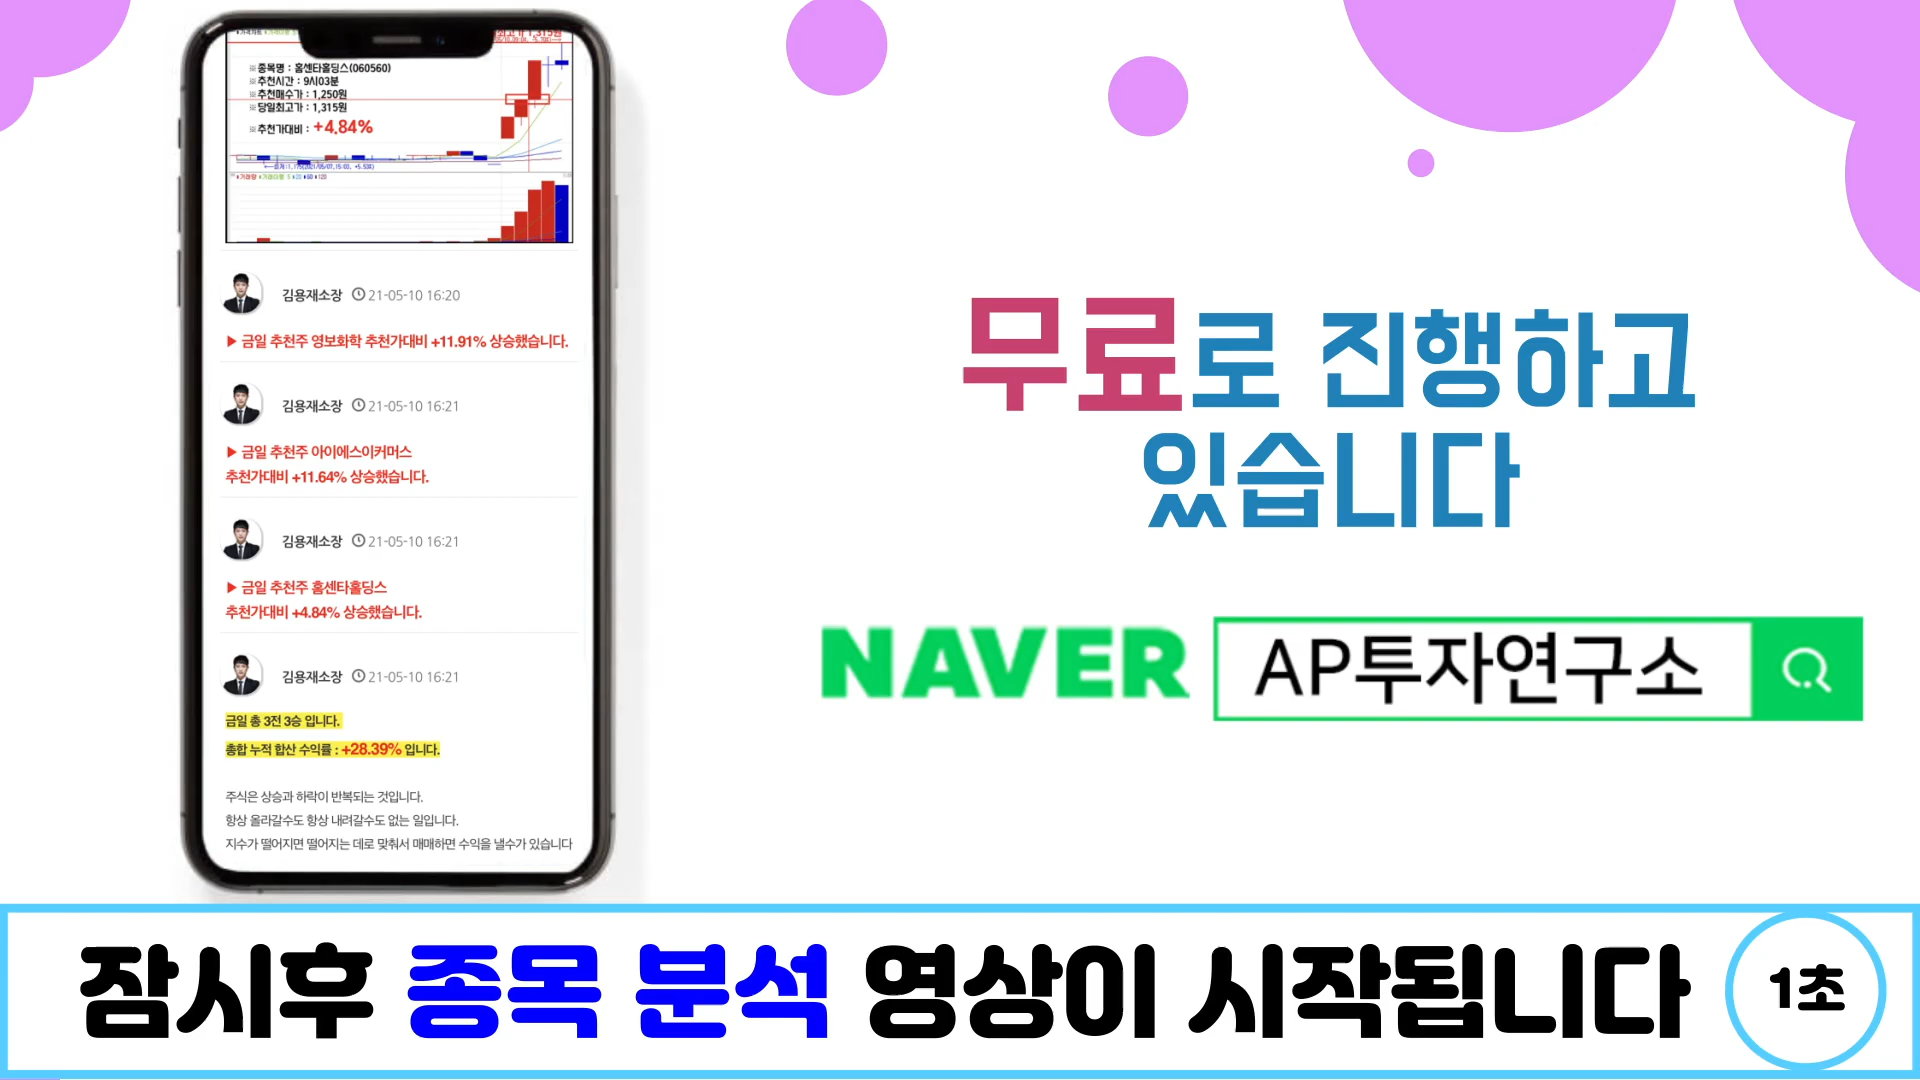 ※종목명 : 홈센타홀딩스(060560)
※추천시간 : 9시03분
※추천매수가 : 1,250원
※당일최고가 : 1,315원
※추천가대비 : +4.84%
김용재소장 21-05-10 16:20
▶ 금일 추천주 영보화학 추천가대비 +11.91% 상승했습니다.
김용재소장 21-05-10 16:21
▶ 금일 추천주 아이에스이커머스
추천가대비 +11.64% 상승했습니다.
김용재소장 21-05-10 16:21
▶ 금일 추천주 홈센타홀딩스
추천가대비 +4.84% 상승했습니다.
김용재소장 21-05-10 16:21
금일 총 3전 3승 입니다.
총합 누적 합산 수익률 : +28.39% 입니다.
주식은 상승과 하락이 반복되는 것입니다.
항상 올라갈수도 항상 내려갈수도 없는 일입니다.
지수가 떨어지면 떨어지는 데로 맞춰서 매매하면 수익을 낼수가 있습니다
무료로 진행하고
있습니다
NAVER AP투자연구소
잠시후 종목 분석 영상이 시작됩니다 1초